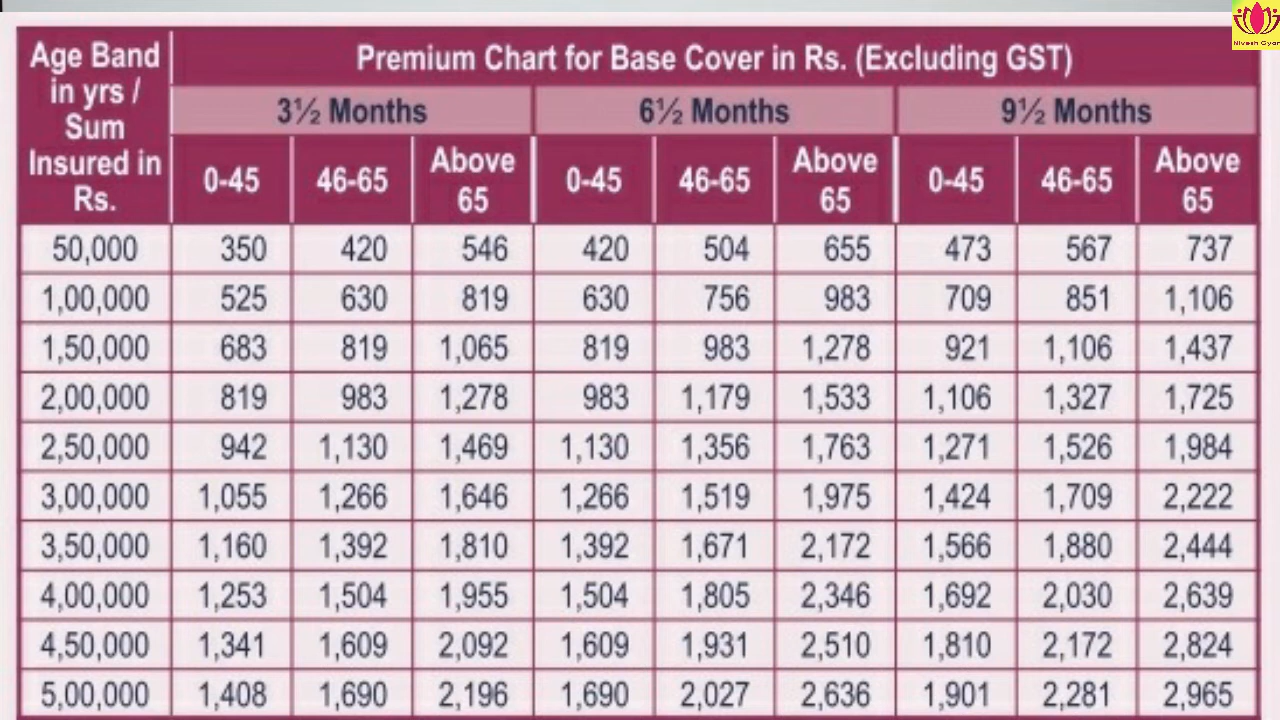 Nivesh Gyan
Age Band in yrs / Sum Insured in Rs.
Premium Chart for Base Cover in Rs. (Excluding GST)
3½ Months 6½ Months 9½ Months
0-45 46-65 Above 65 0-45 46-65 Above 65 0-45 46-65 Above 65
50,000 350 420 546 420 504 655 473 567 737
1,00,000 525 630 819 630 756 983 709 851 1,106
1,50,000 683 819 1,065 819 983 1,278 921 1,106 1,437
2,00,000 819 983 1,278 983 1,179 1,533 1,106 1,327 1,725
2,50,000 942 1,130 1,469 1,130 1,356 1,763 1,271 1,526 1,984
3,00,000 1,055 1,266 1,646 1,266 1,519 1,975 1,424 1,709 2,222
3,50,000 1,160 1,392 1,810 1,392 1,671 2,172 1,566 1,880 2,444
4,00,000 1,253 1,504 1,955 1,504 1,805 2,346 1,692 2,030 2,639
4,50,000 1,341 1,609 2,092 1,609 1,931 2,510 1,810 2,172 2,824
5,00,000 1,408 1,690 2,196 1,690 2,027 2,636 1,901 2,281 2,965